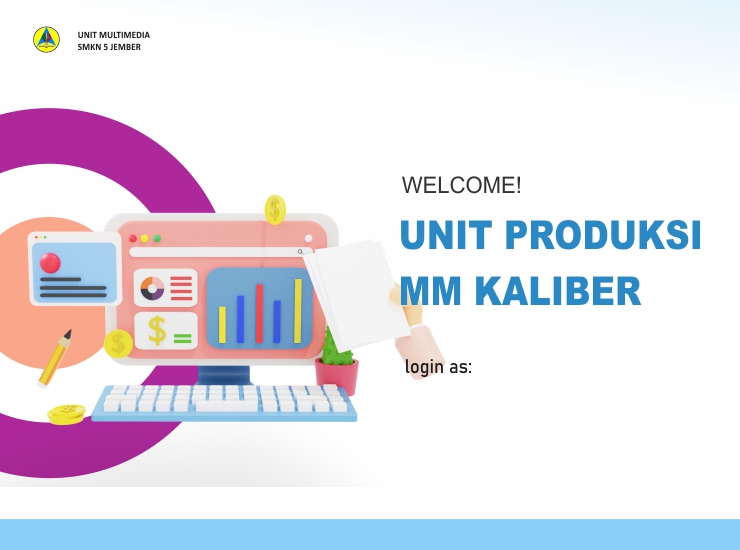 UNIT MULTIMEDIA
SMKN 5 JEMBER
WELCOME!
UNIT PRODUKSI
MM KALIBER
login as: